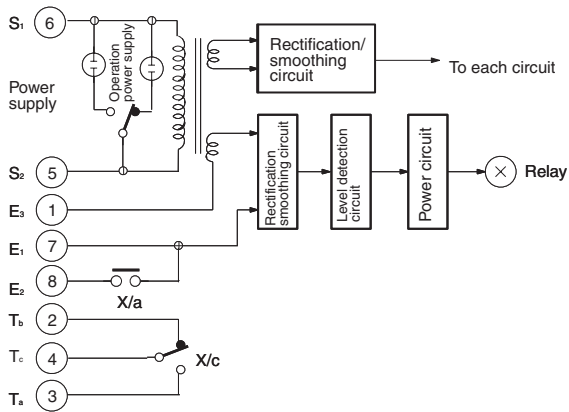 S₁ 6
Power
supply
Operation
power supply
Rectification/
smoothing
circuit
To each circuit
S₂ 5
E₃ 1
Rectification
smoothing circuit
Level detection
circuit
Power circuit
Relay
E₁ 7
E₂ 8
X/a
Tb 2
Tc 4
X/c
Ta 3